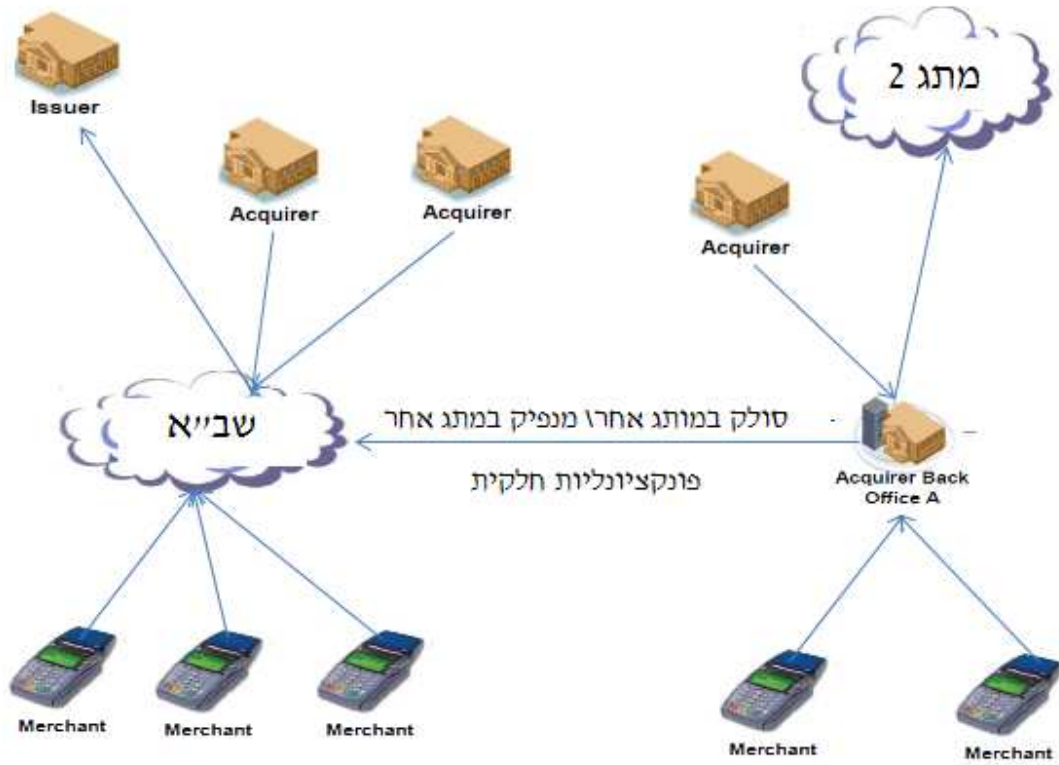 מתג 2
Issuer
Acquirer
Acquirer
Acquirer
שב״א
סולק במותג אחר\ מנפיק במתג אחר
פונקציונליות חלקית
Acquirer Back
Office A
Merchant
Merchant
Merchant
Merchant
Merchant